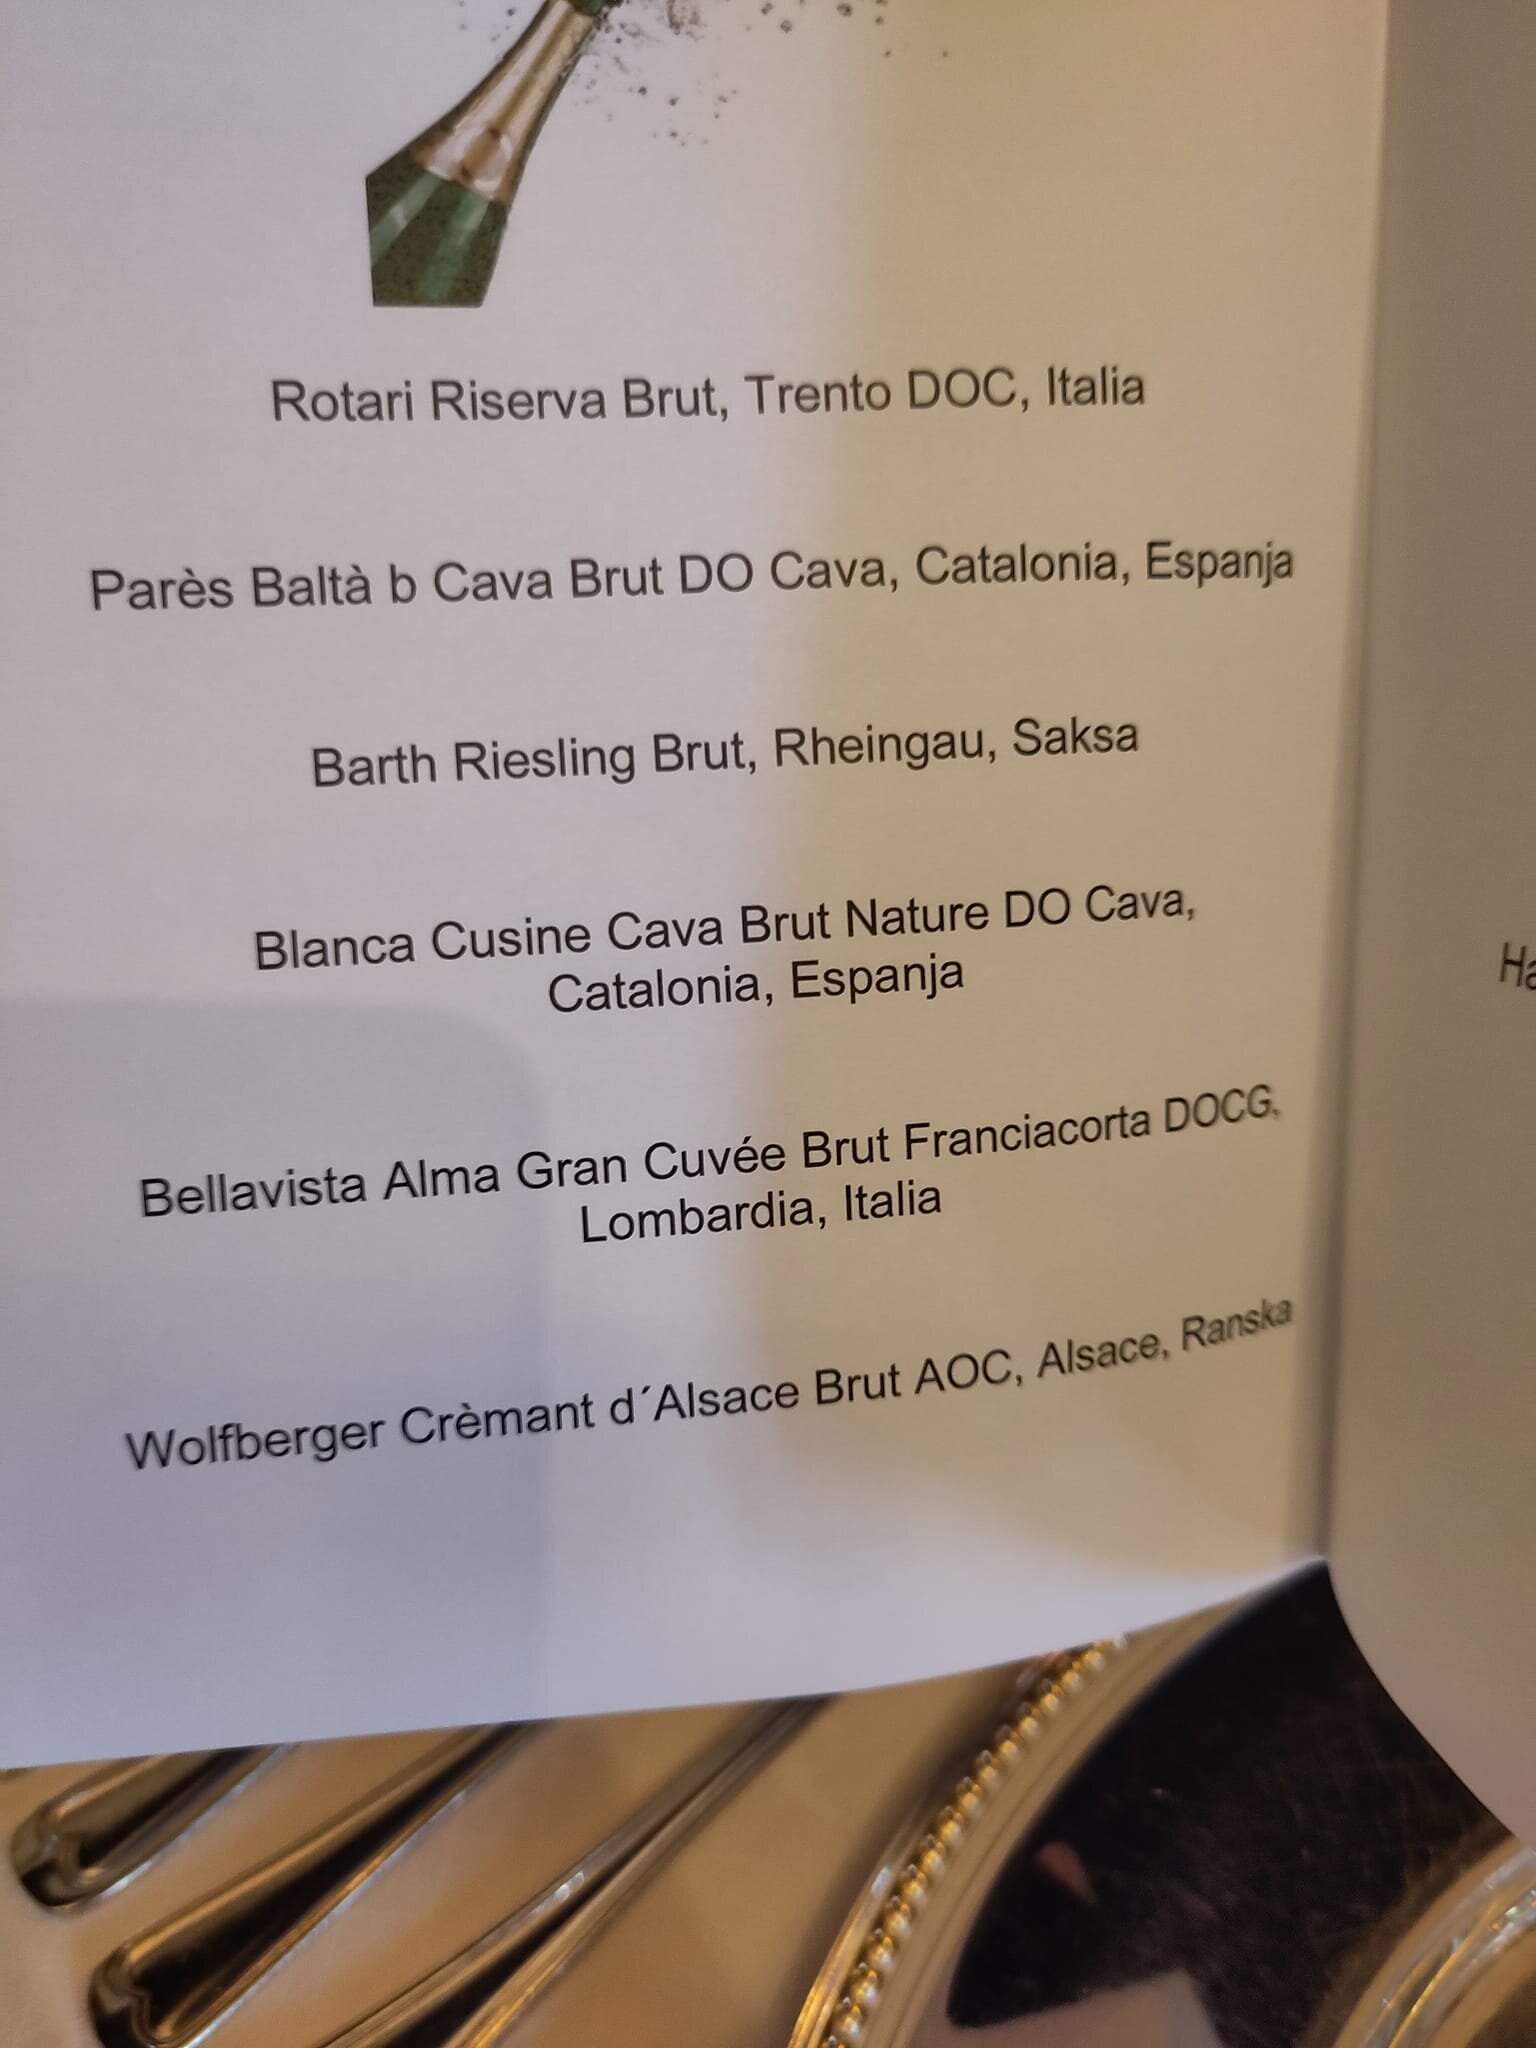 Rotari Riserva Brut, Trento DOC, Italia
Parès Baltà b Cava Brut DO Cava, Catalonia, Espanja
Barth Riesling Brut, Rheingau, Saksa
Blanca Cusine Cava Brut Nature DO Cava,
Catalonia, Espanja
Bellavista Alma Gran Cuvée Brut Franciacorta DOCG,
Lombardia, Italia
Wolfberger Crèmant d´Alsace Brut AOC, Alsace, Ranska